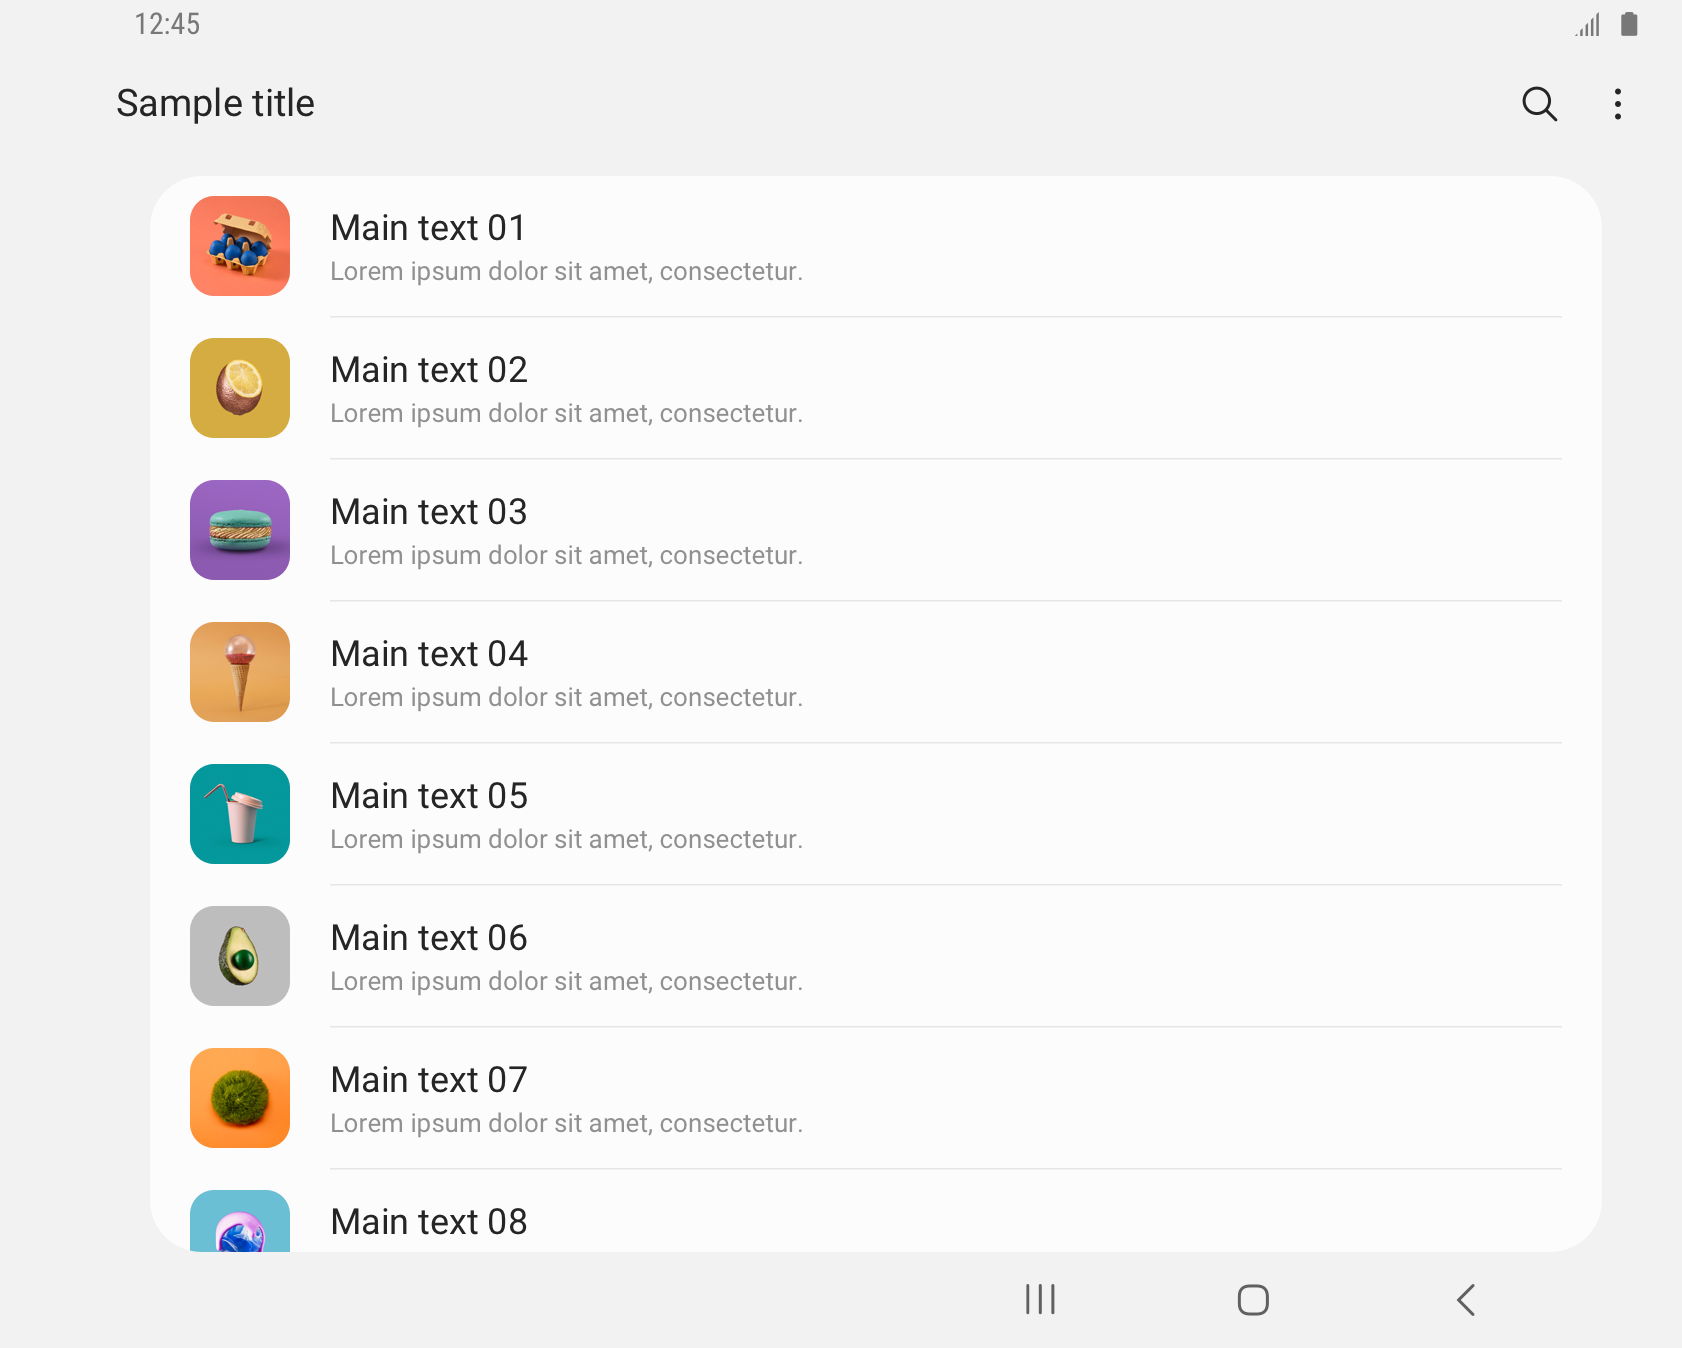 12:45
Sample title
Main text 01
Lorem ipsum dolor sit amet, consectetur.
Main text 02
Lorem ipsum dolor sit amet, consectetur.
Main text 03
Lorem ipsum dolor sit amet, consectetur.
Main text 04
Lorem ipsum dolor sit amet, consectetur.
Main text 05
Lorem ipsum dolor sit amet, consectetur.
Main text 06
Lorem ipsum dolor sit amet, consectetur.
Main text 07
Lorem ipsum dolor sit amet, consectetur.
Main text 08